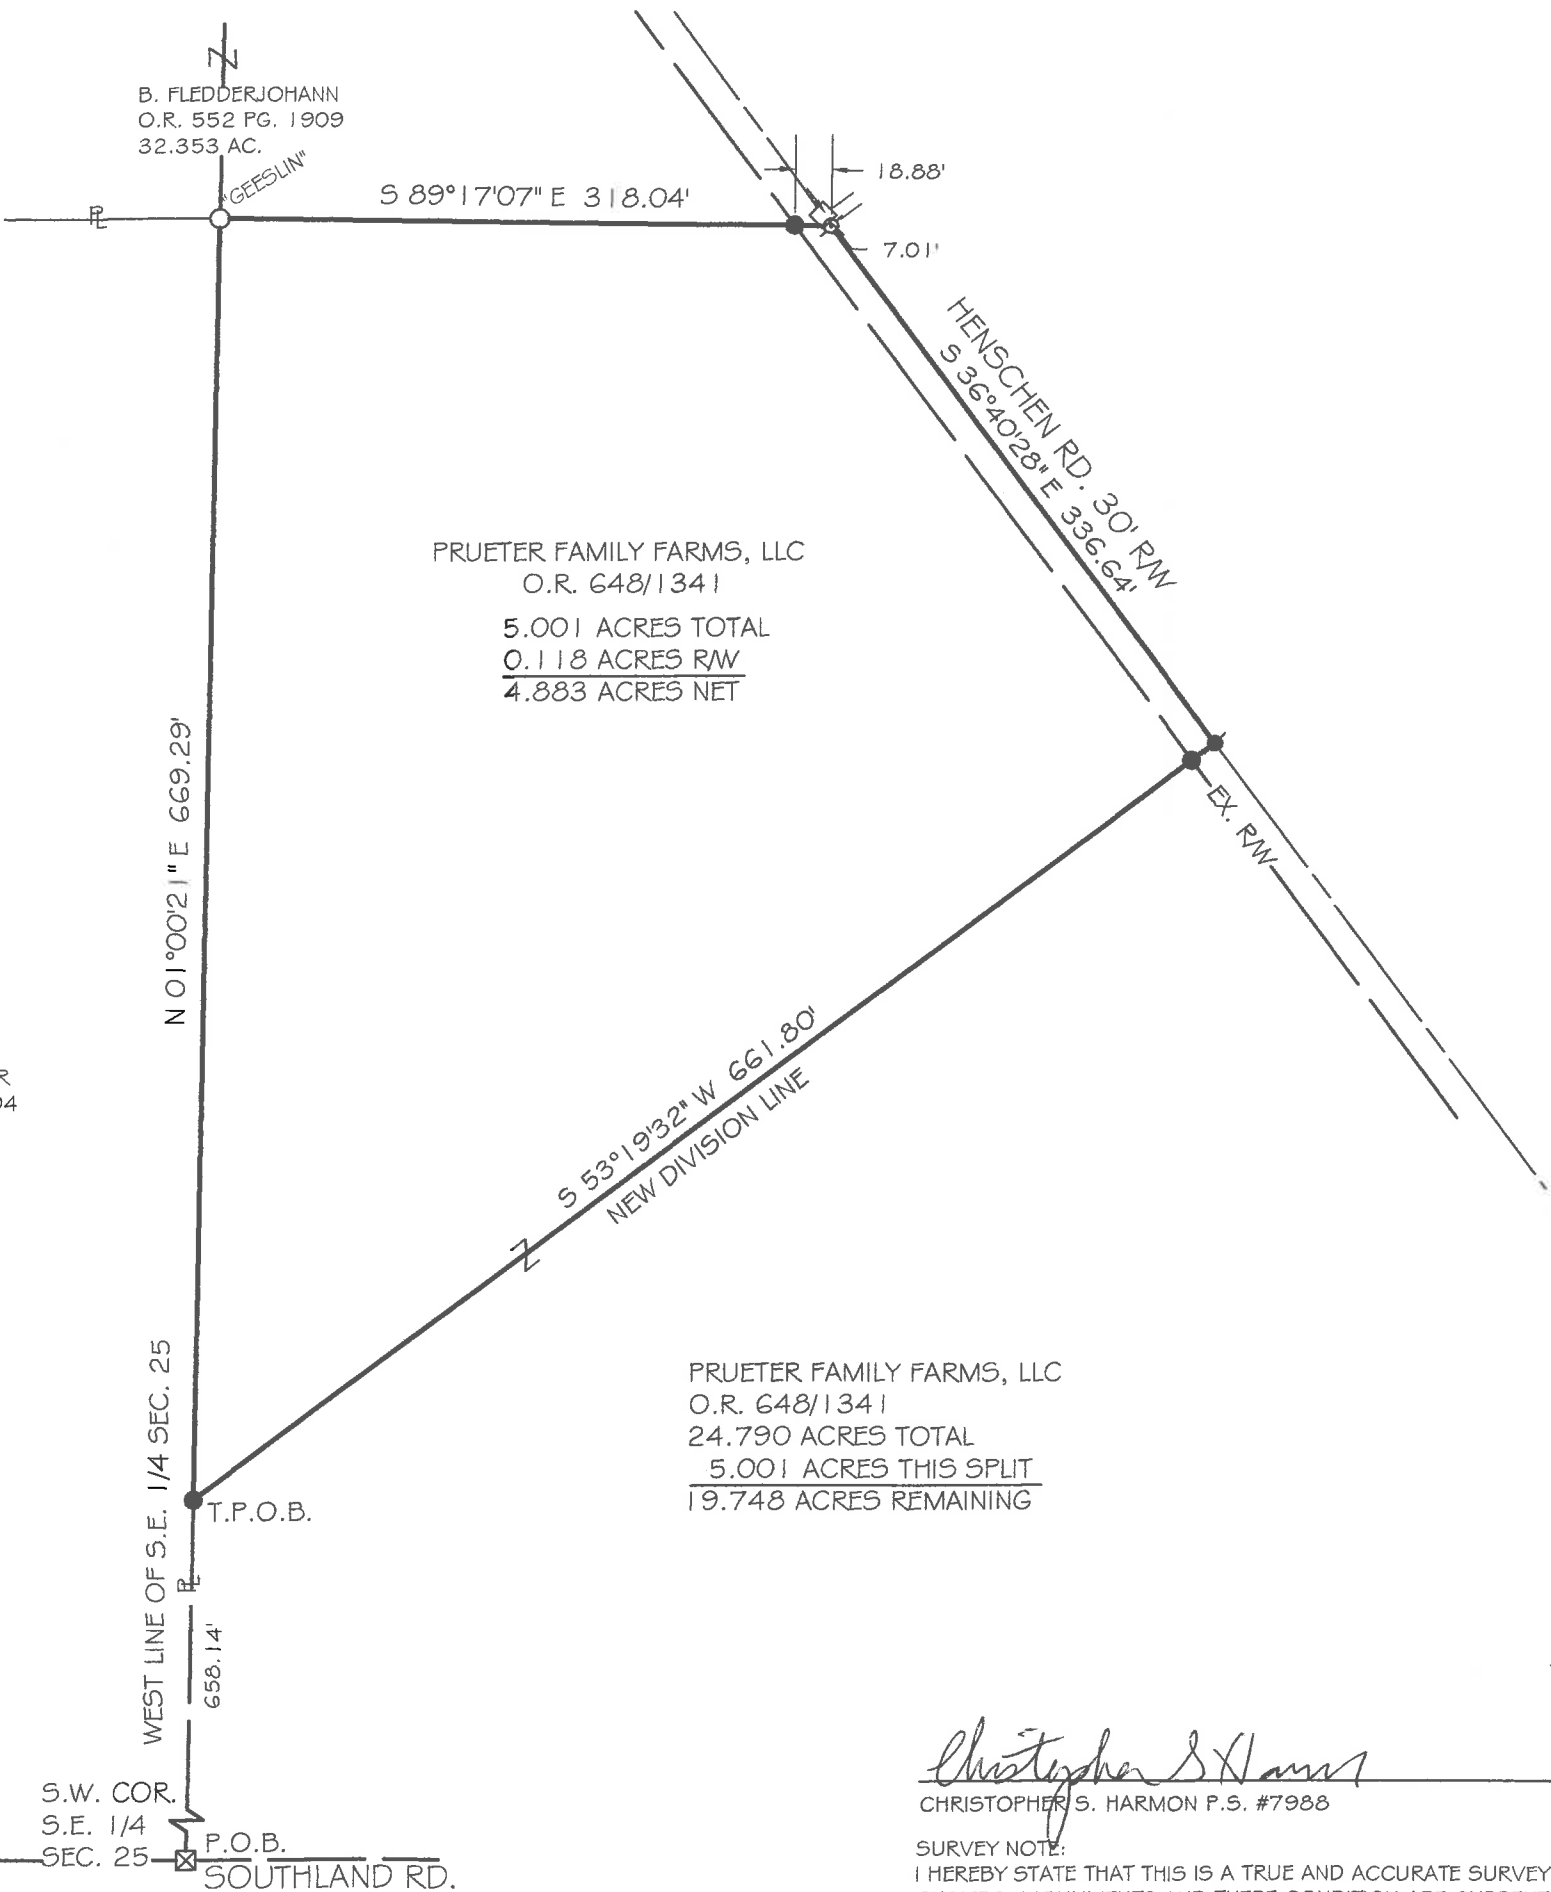 B. FLEDDERJOHANN
O.R. 552 PG. 1909
32.353 AC.
"GEESLIN"
PL
S 89°17'07" E 318.04'
18.88'
7.01'
HENSCHEN RD. 30' R/W
S 36°40'28" E 336.64'
PRUETER FAMILY FARMS, LLC
O.R. 648/1341
5.001 ACRES TOTAL
0.118 ACRES R/W
4.883 ACRES NET
N 01°00'21" E 669.29'
EX. R/W
S 53°19'32" W 661.80'
NEW DIVISION LINE
R
04
PRUETER FAMILY FARMS, LLC
O.R. 648/1341
24.790 ACRES TOTAL
5.001 ACRES THIS SPLIT
19.748 ACRES REMAINING
WEST LINE OF S.E. 1/4 SEC. 25
T.P.O.B.
PL
658.14'
S.W. COR.
S.E. 1/4
SEC. 25
P.O.B.
SOUTHLAND RD.
Christopher S Harmon
CHRISTOPHER S. HARMON P.S. #7988
SURVEY NOTE:
I HEREBY STATE THAT THIS IS A TRUE AND ACCURATE SURVEY